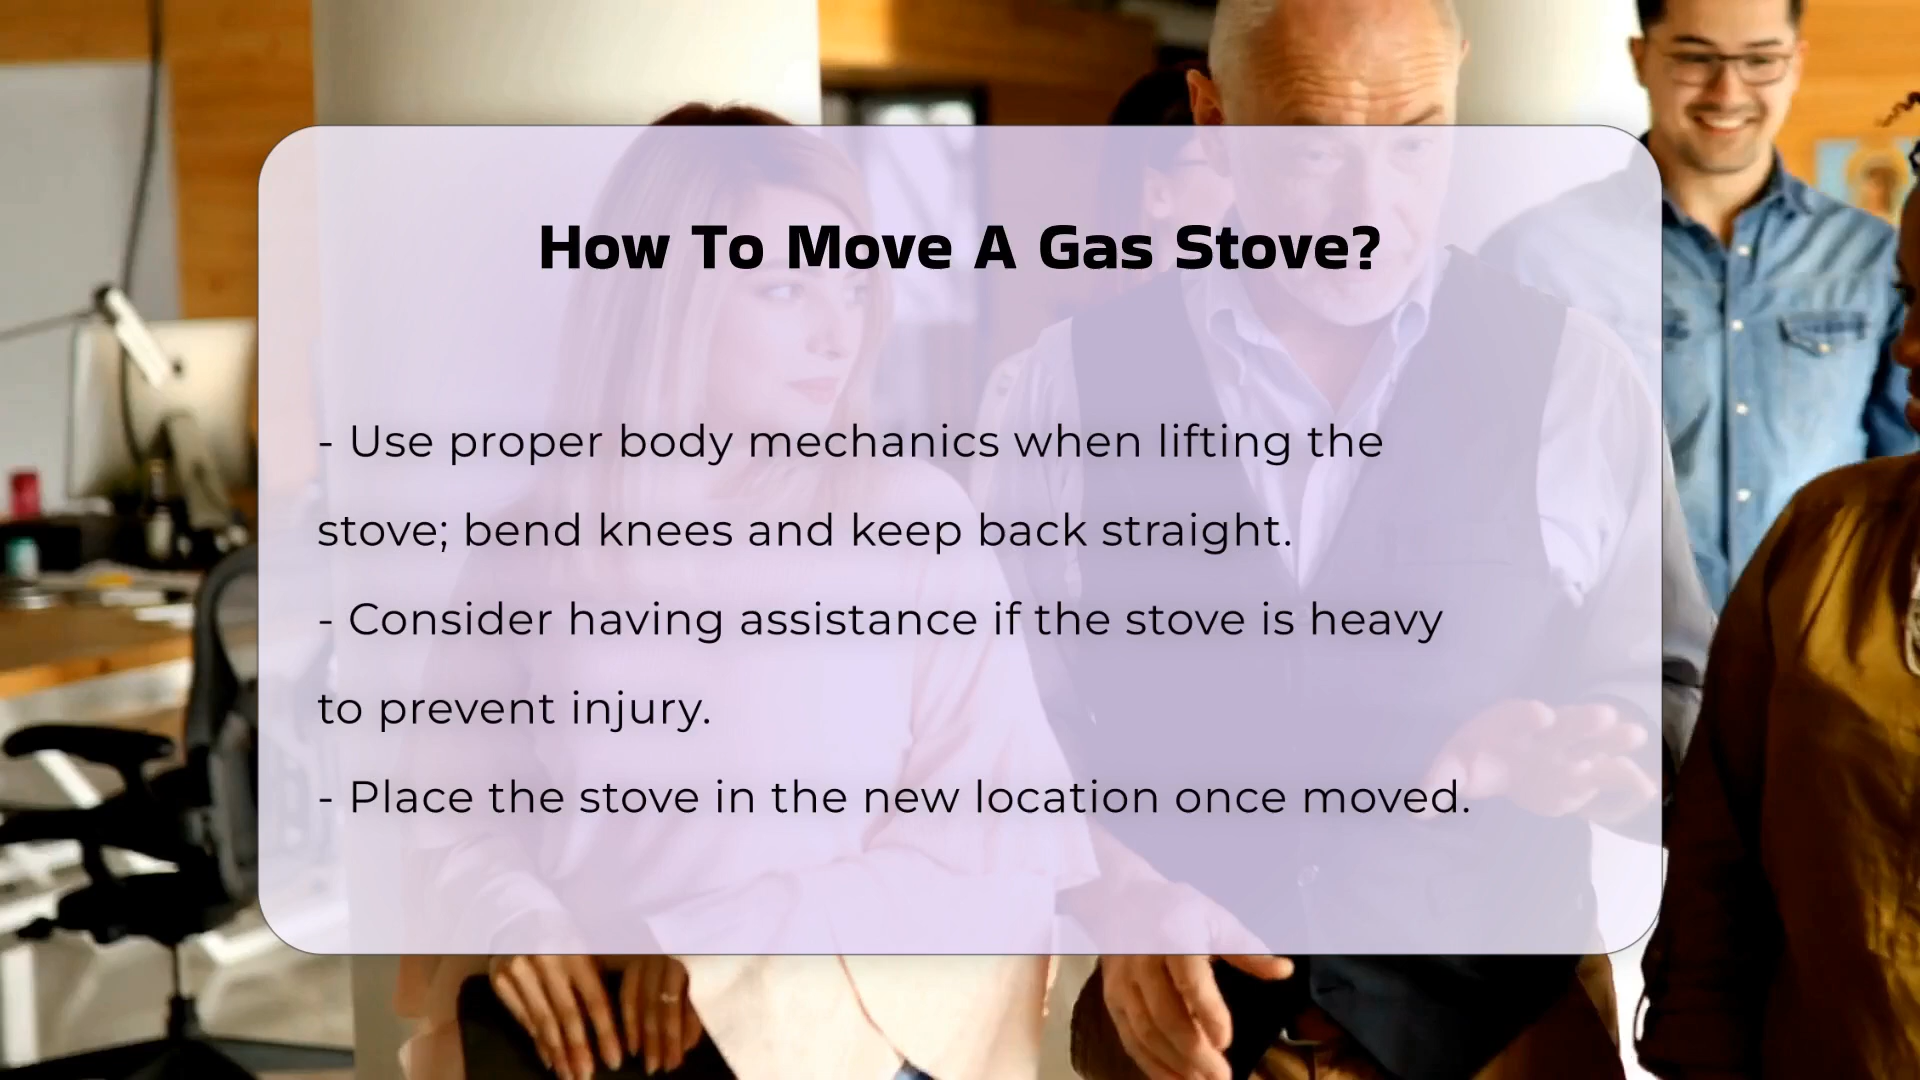 How To Move A Gas Stove?
- Use proper body mechanics when lifting the
stove; bend knees and keep back straight.
- Consider having assistance if the stove is heavy
to prevent injury.
- Place the stove in the new location once moved.